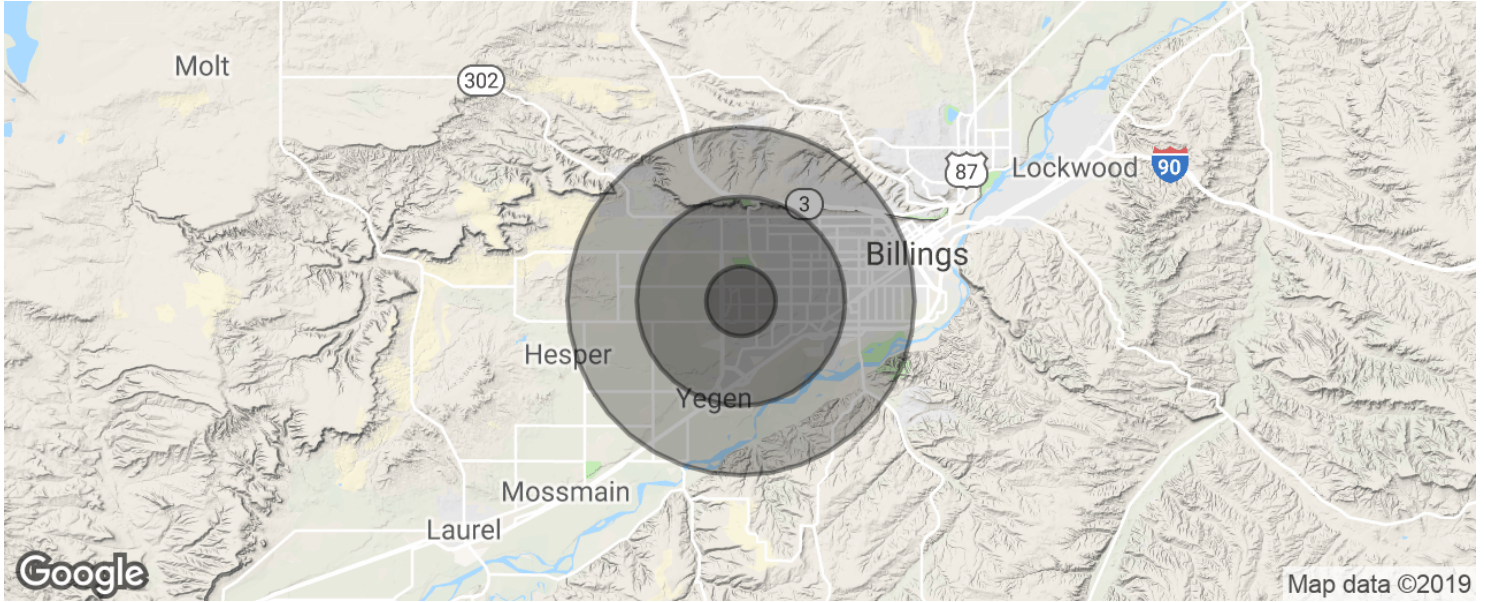 Molt
302
87
Lockwood
90
3
Billings
Hesper
Yegen
Mossmain
Laurel
Google
Map data ©2019